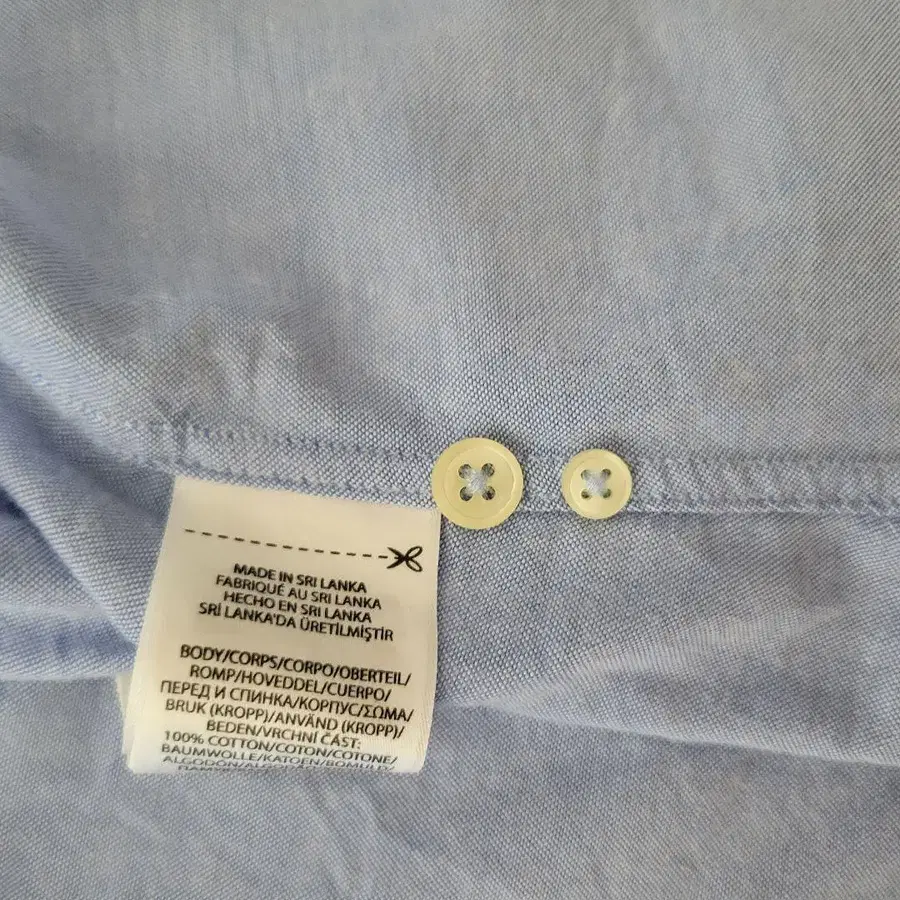 MADE IN SRI LANKA
FABRIQUÉ AU SRI LANKA
HECHO EN SRI LANKA
SRİ LANKA'DA ÜRETİLMİŞTİR
BODY/CORPS/CORPO/OBERTEIL/
ROMP/HOVEDDEL/CUERPO/
ПЕРЕД И СПИНКА/КОРПУС/ΣΩΜΑ/
BRUK (KROPP)/ANVÄND (KROPP)/
BEDEN/VRCHNÍ ČÁST:
100% COTTON/COTON/COTONE/
BAUMWOLLE/KATOEN/BOMULD/